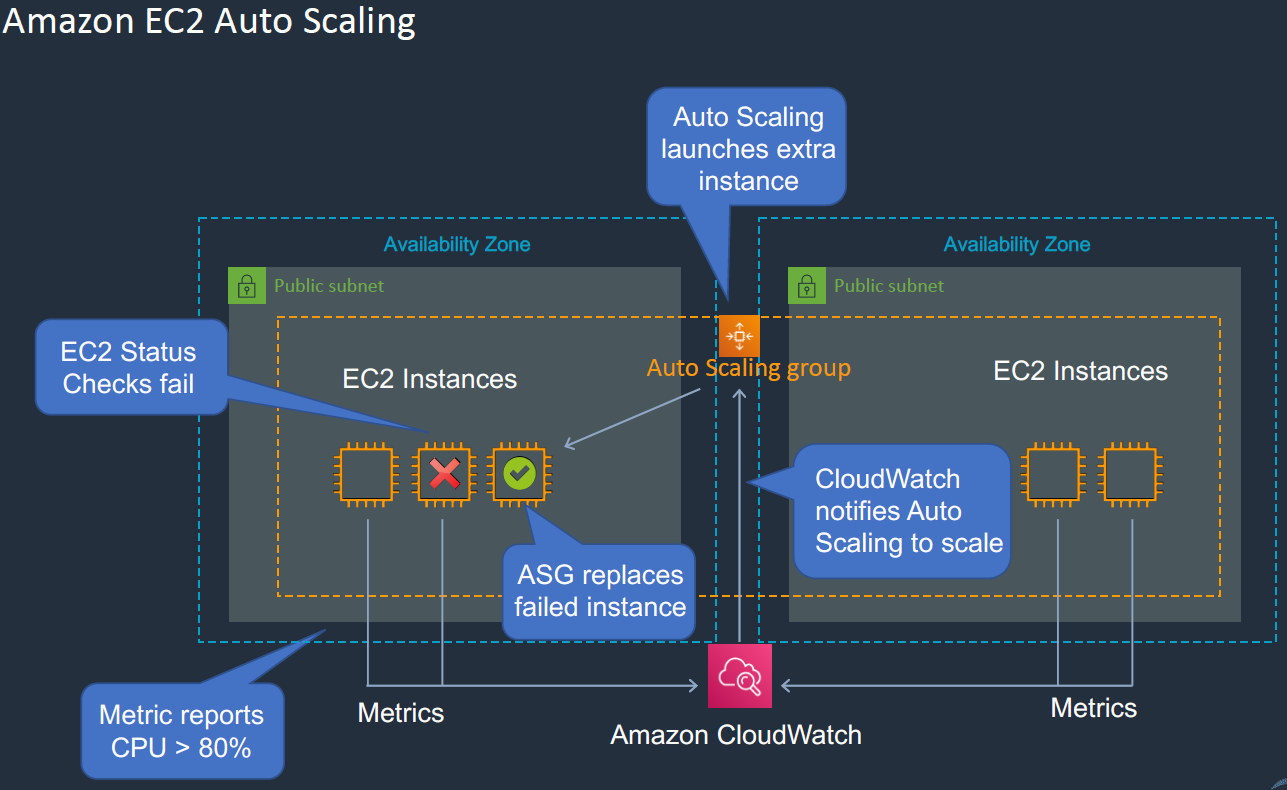 Amazon EC2 Auto Scaling
Auto Scaling
launches extra
instance
Availability Zone
Availability Zone
Public subnet
Public subnet
EC2 Status
Checks fail
EC2 Instances
Auto Scaling group
EC2 Instances
CloudWatch
notifies Auto
Scaling to scale
ASG replaces
failed instance
Metric reports
CPU > 80%
Metrics
Metrics
Amazon CloudWatch